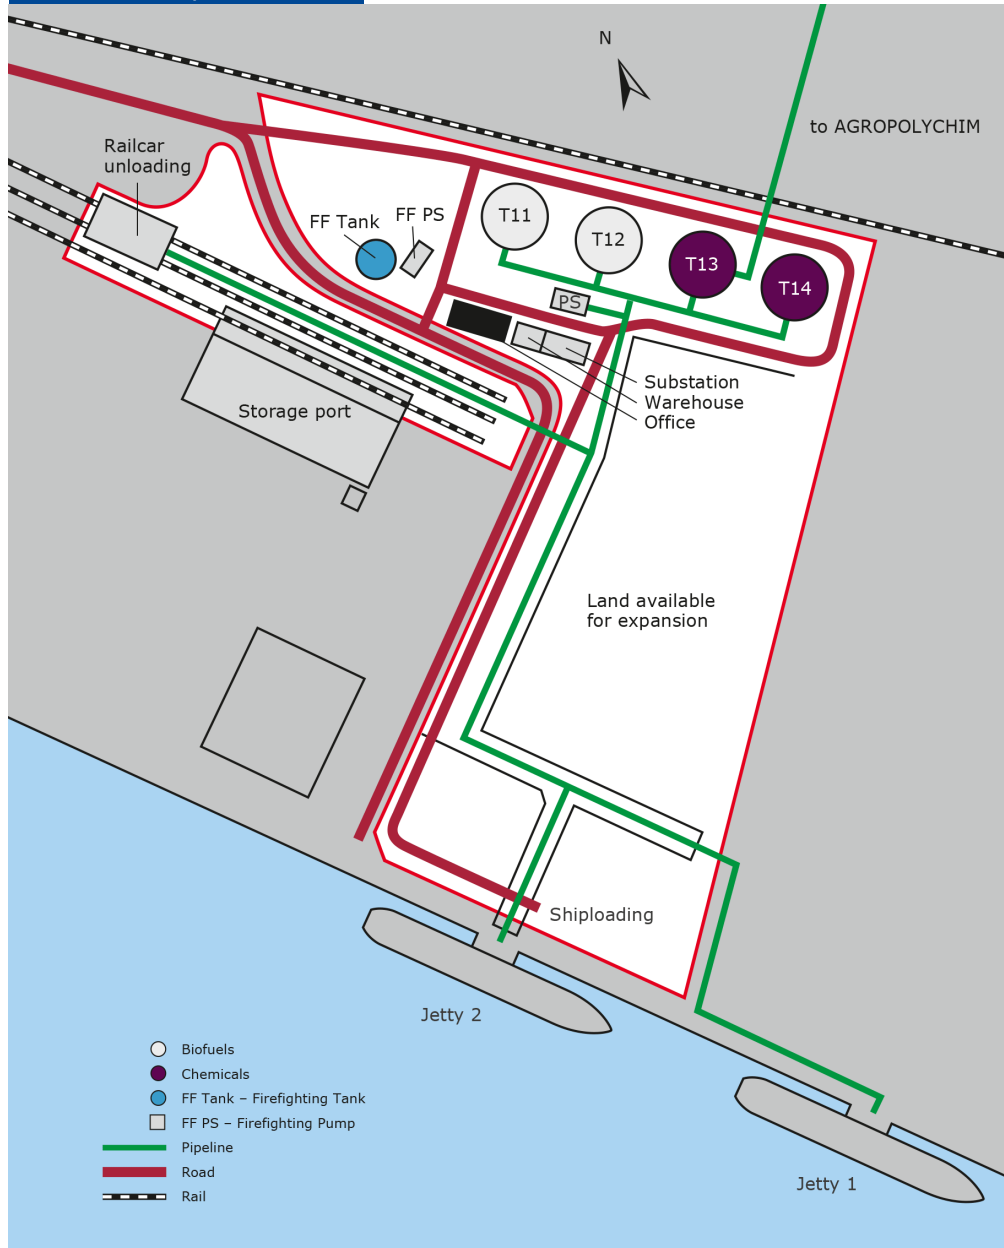 N
to AGROPOLYCHIM
Railcar
unloading
FF Tank
FF PS
T11
T12
T13
T14
PS
Substation
Warehouse
Office
Storage port
Land available
for expansion
Shiploading
Jetty 2
Jetty 1
Biofuels
Chemicals
FF Tank – Firefighting Tank
FF PS – Firefighting Pump
Pipeline
Road
Rail